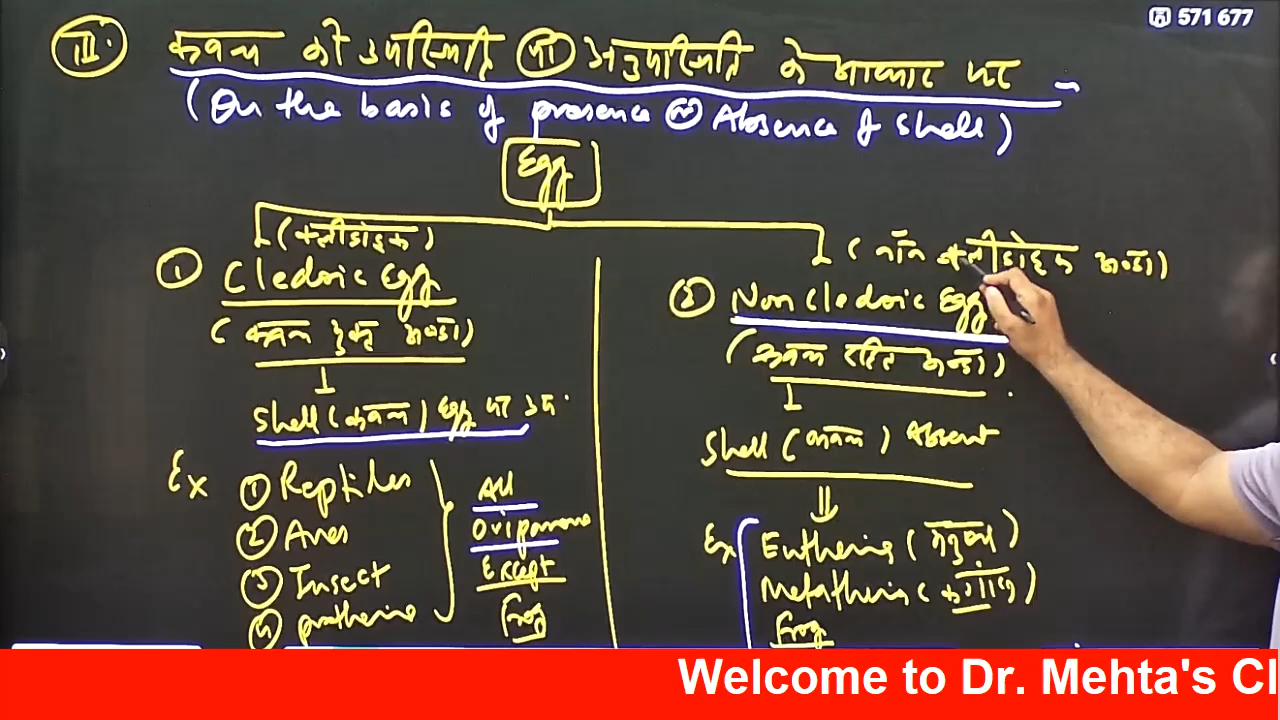 571 677
III. कवच की उपस्थिति या अनुपस्थिति के आधार पर -
(On the basis of presence or Absence of Shell)
Egg
(क्लीडोइक)
① Cledoic Egg
(कवच युक्त अण्डा)
Shell (कवच) Egg पर उप.
Ex ① Reptiles
② Aves
③ Insect
④ prototheria
All
Oviparous
Except
Frog
(नॉन क्लीडोइक अण्डा)
② Non Cledoic Egg
(कवच रहित अण्डा)
Shell (कवच) Absent
Ex Eutheria (मनुष्य)
Metatheria (कंगारू)
Frog
Welcome to Dr. Mehta's Cl